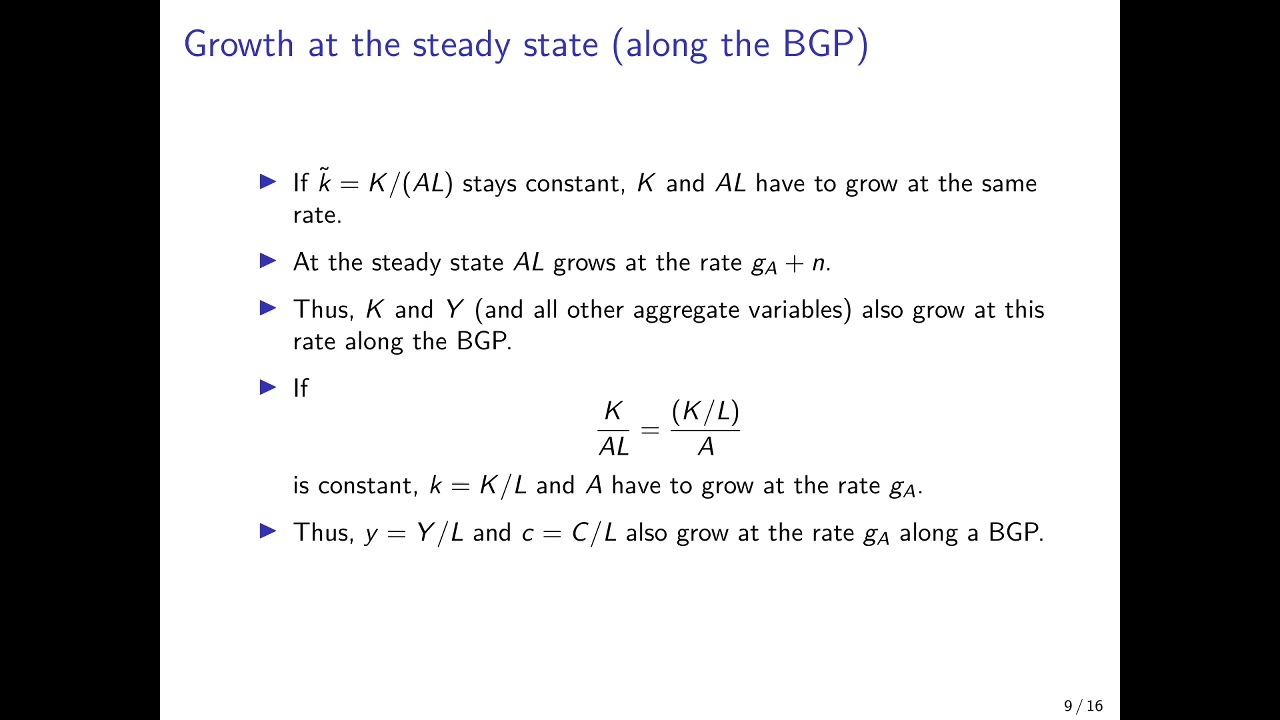 Growth at the steady state (along the BGP)
▶ If k̃ = K/(AL) stays constant, K and AL have to grow at the same
rate.
▶ At the steady state AL grows at the rate g_A + n.
▶ Thus, K and Y (and all other aggregate variables) also grow at this
rate along the BGP.
▶ If
K/AL = (K/L)/A
is constant, k = K/L and A have to grow at the rate g_A.
▶ Thus, y = Y/L and c = C/L also grow at the rate g_A along a BGP.
9 / 16